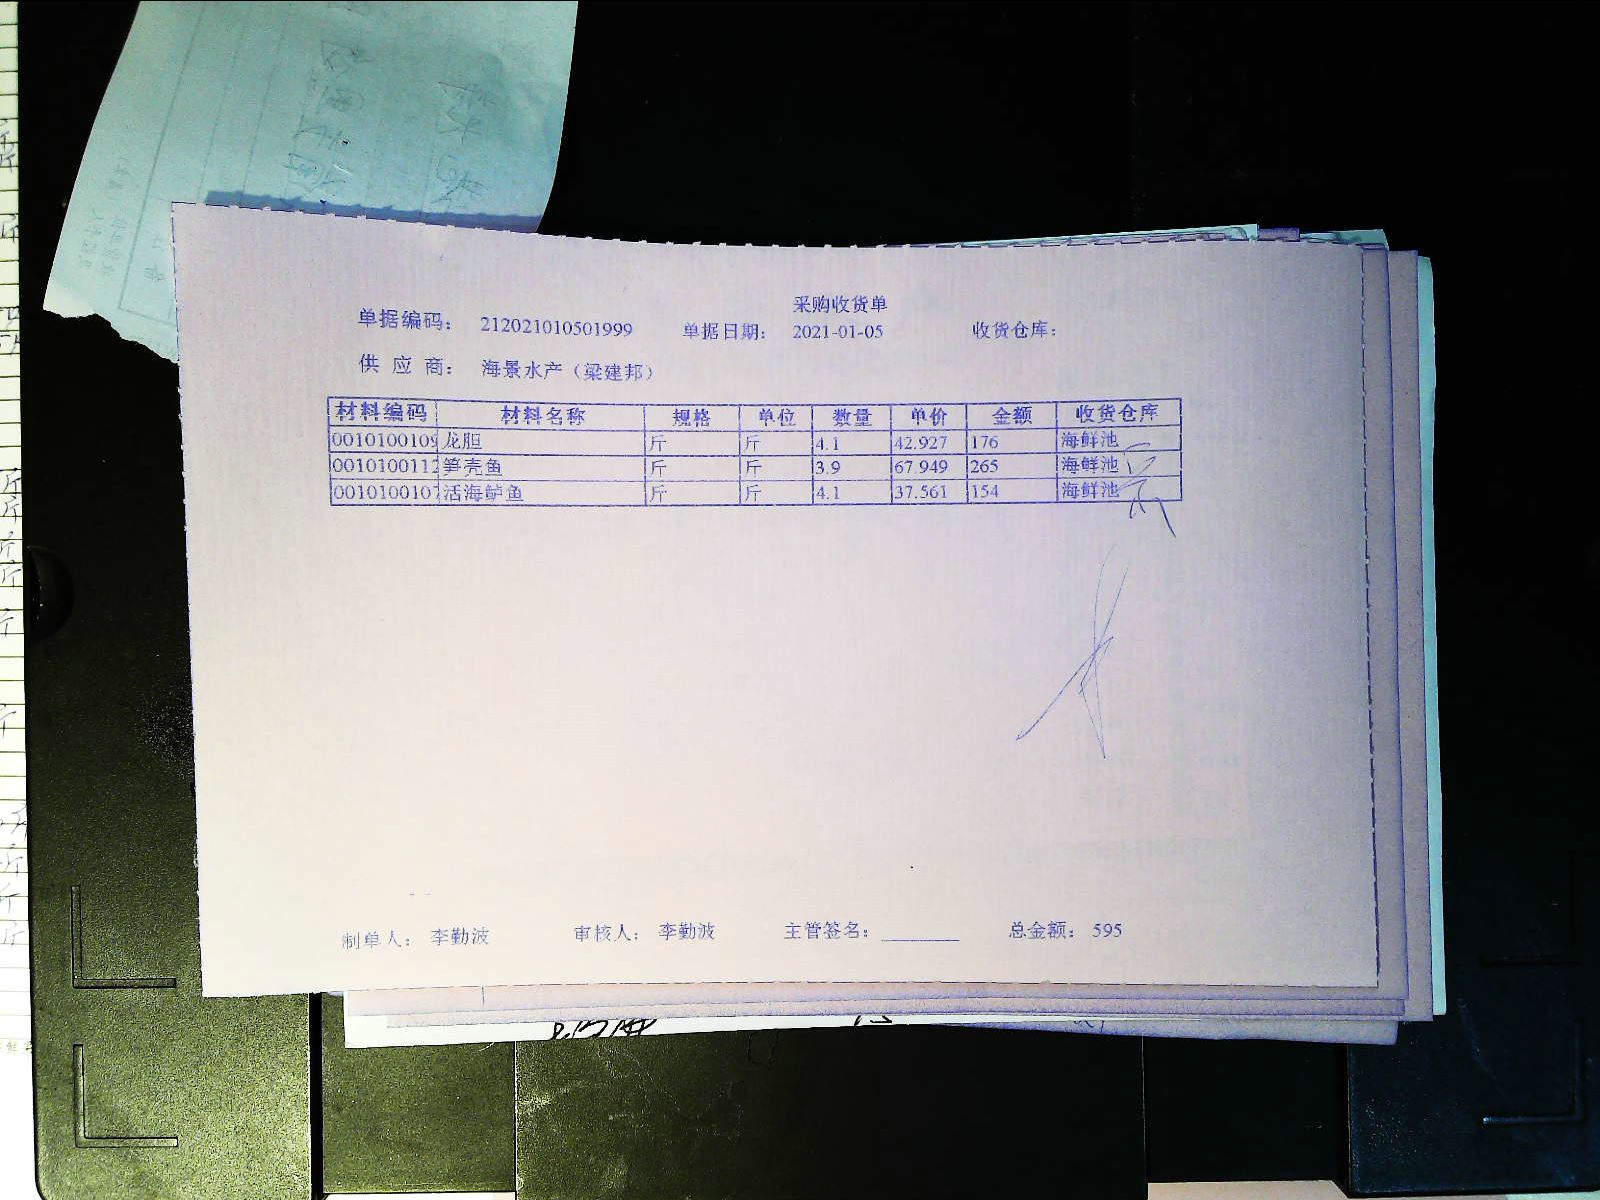 采购收货单
单据编码： 212021010501999 单据日期： 2021-01-05 收货仓库：
供 应 商： 海景水产（梁建邦）
材料编码 材料名称 规格 单位 数量 单价 金额 收货仓库
0010100109 龙胆 斤 斤 4.1 42.927 176 海鲜池
0010100112 笋壳鱼 斤 斤 3.9 67.949 265 海鲜池
0010100107 活海鲈鱼 斤 斤 4.1 37.561 154 海鲜池
制单人： 李勤波 审核人： 李勤波 主管签名： 总金额： 595